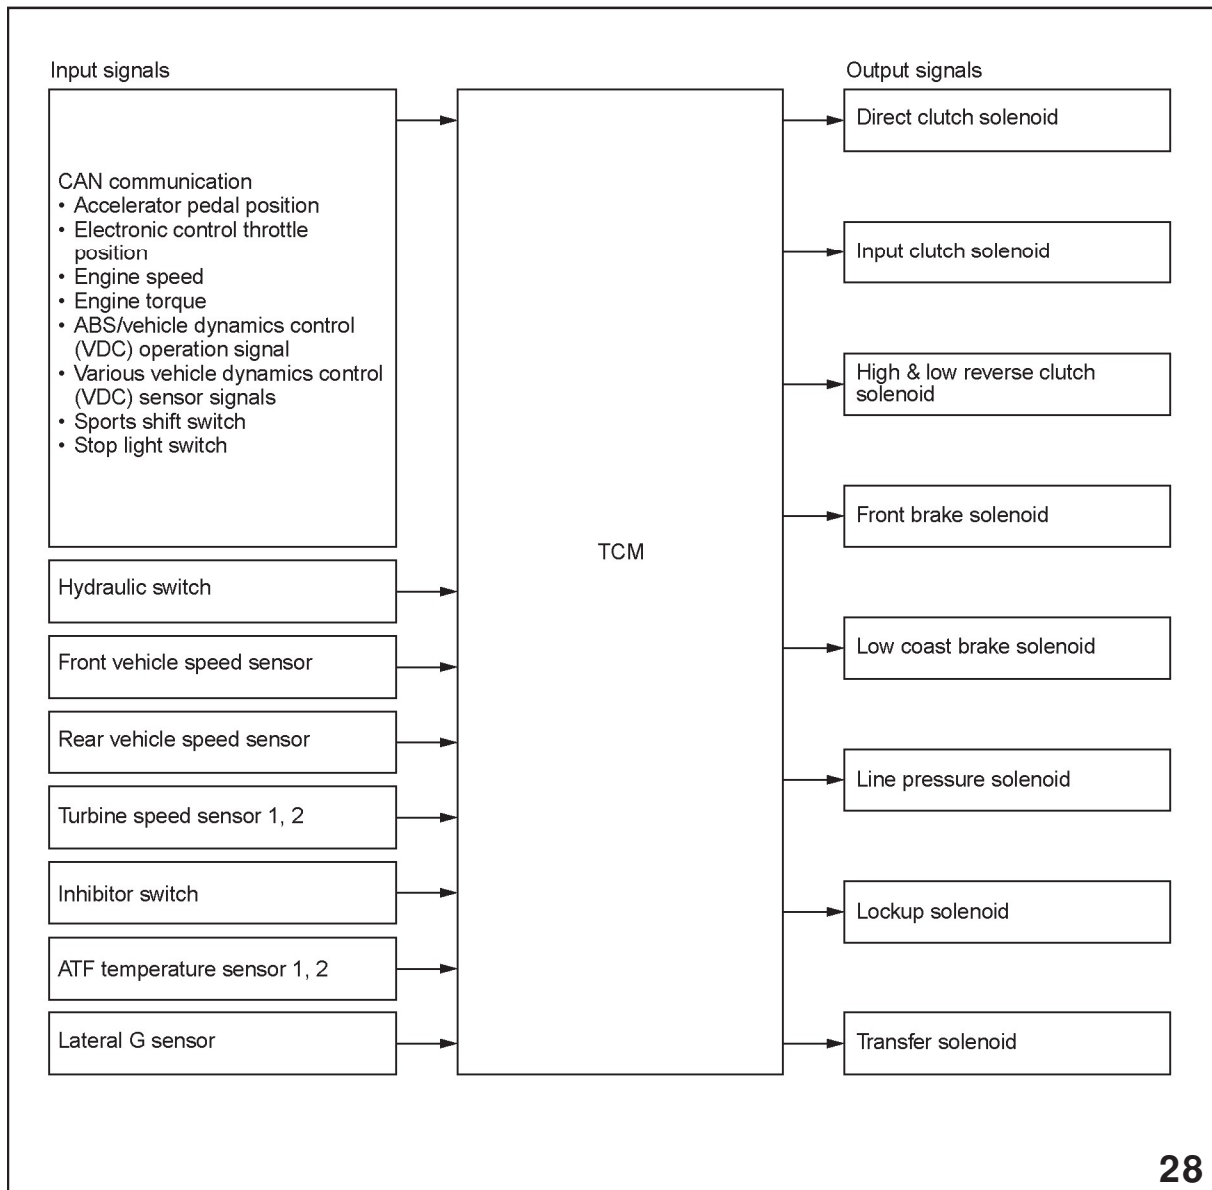 Input signals
CAN communication
• Accelerator pedal position
• Electronic control throttle
position
• Engine speed
• Engine torque
• ABS/vehicle dynamics control
(VDC) operation signal
• Various vehicle dynamics control
(VDC) sensor signals
• Sports shift switch
• Stop light switch
Hydraulic switch
Front vehicle speed sensor
Rear vehicle speed sensor
Turbine speed sensor 1, 2
Inhibitor switch
ATF temperature sensor 1, 2
Lateral G sensor
TCM
Output signals
Direct clutch solenoid
Input clutch solenoid
High & low reverse clutch
solenoid
Front brake solenoid
Low coast brake solenoid
Line pressure solenoid
Lockup solenoid
Transfer solenoid
28